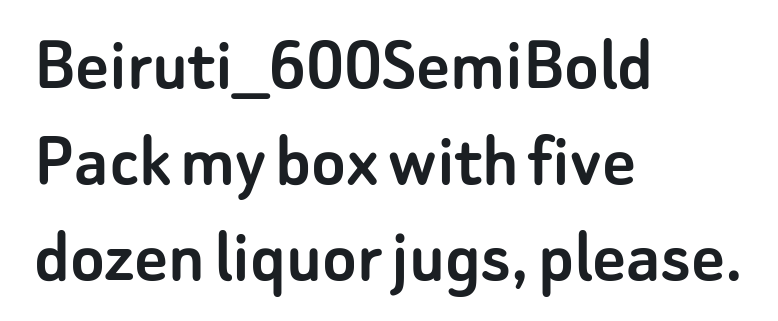 Beiruti_600SemiBold
Pack my box with five
dozen liquor jugs, please.